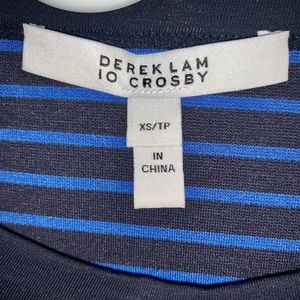 DEREK LAM
10 CROSBY
XS/TP
IN
CHINA